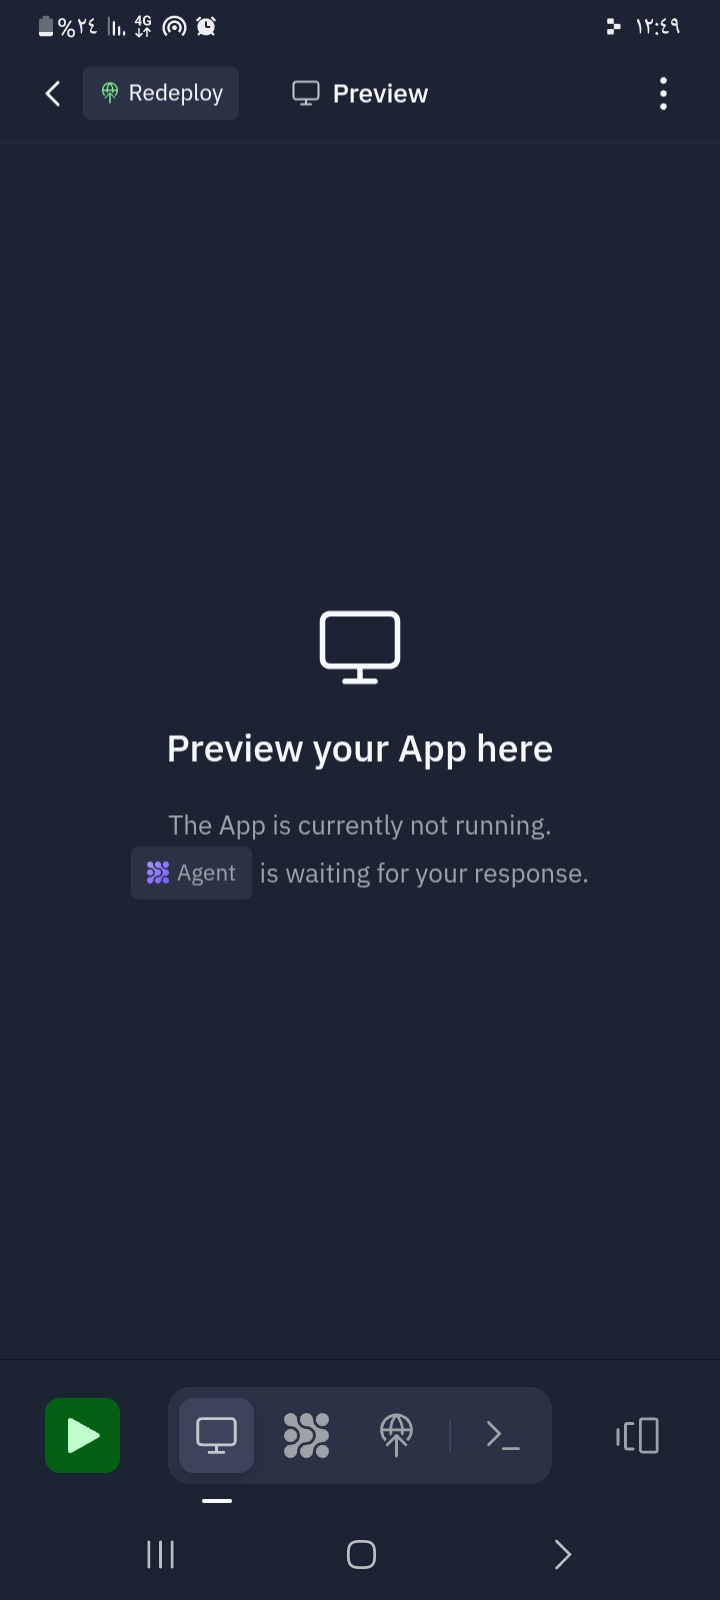 %٢٤ 4G ١٢:٤٩
Redeploy Preview
Preview your App here
The App is currently not running.
Agent is waiting for your response.